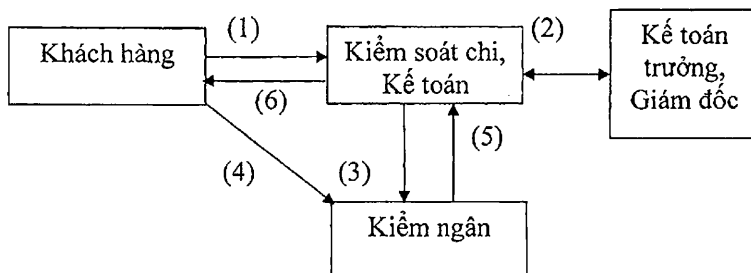 Khách hàng
(1)
Kiểm soát chi,
Kế toán
(2)
Kế toán
trưởng,
Giám đốc
(6)
(4)
(3)
(5)
Kiểm ngân